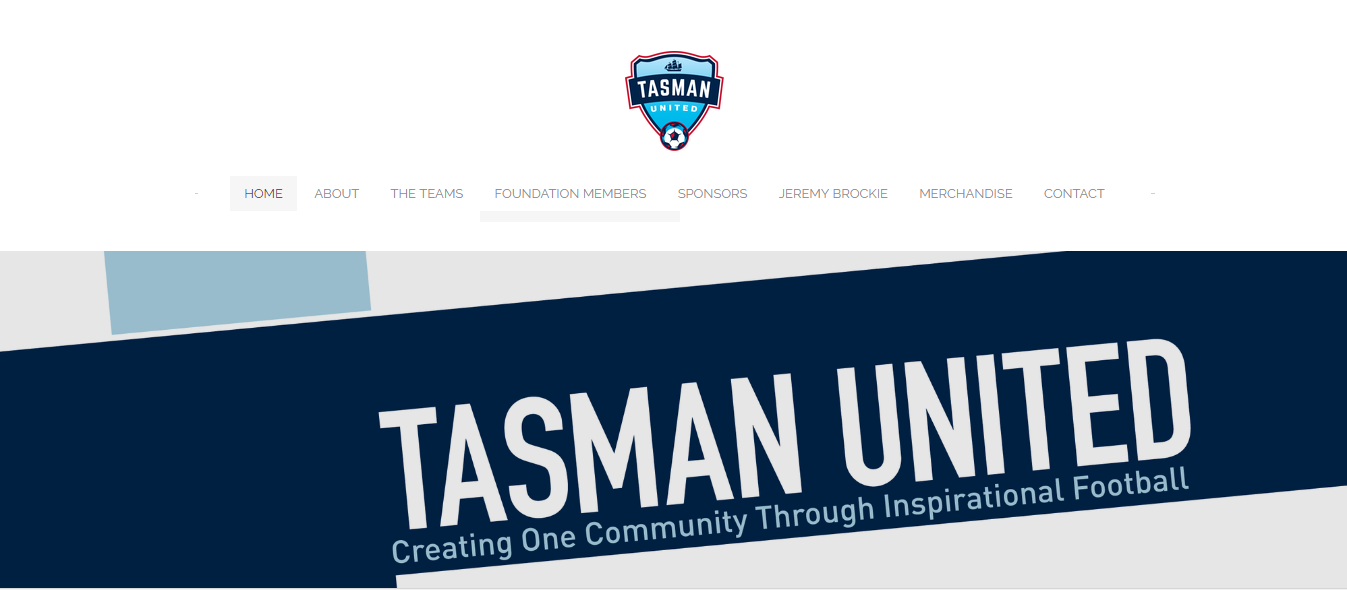 TASMAN
UNITED
- HOME ABOUT THE TEAMS FOUNDATION MEMBERS SPONSORS JEREMY BROCKIE MERCHANDISE CONTACT -
TASMAN UNITED
Creating One Community Through Inspirational Football